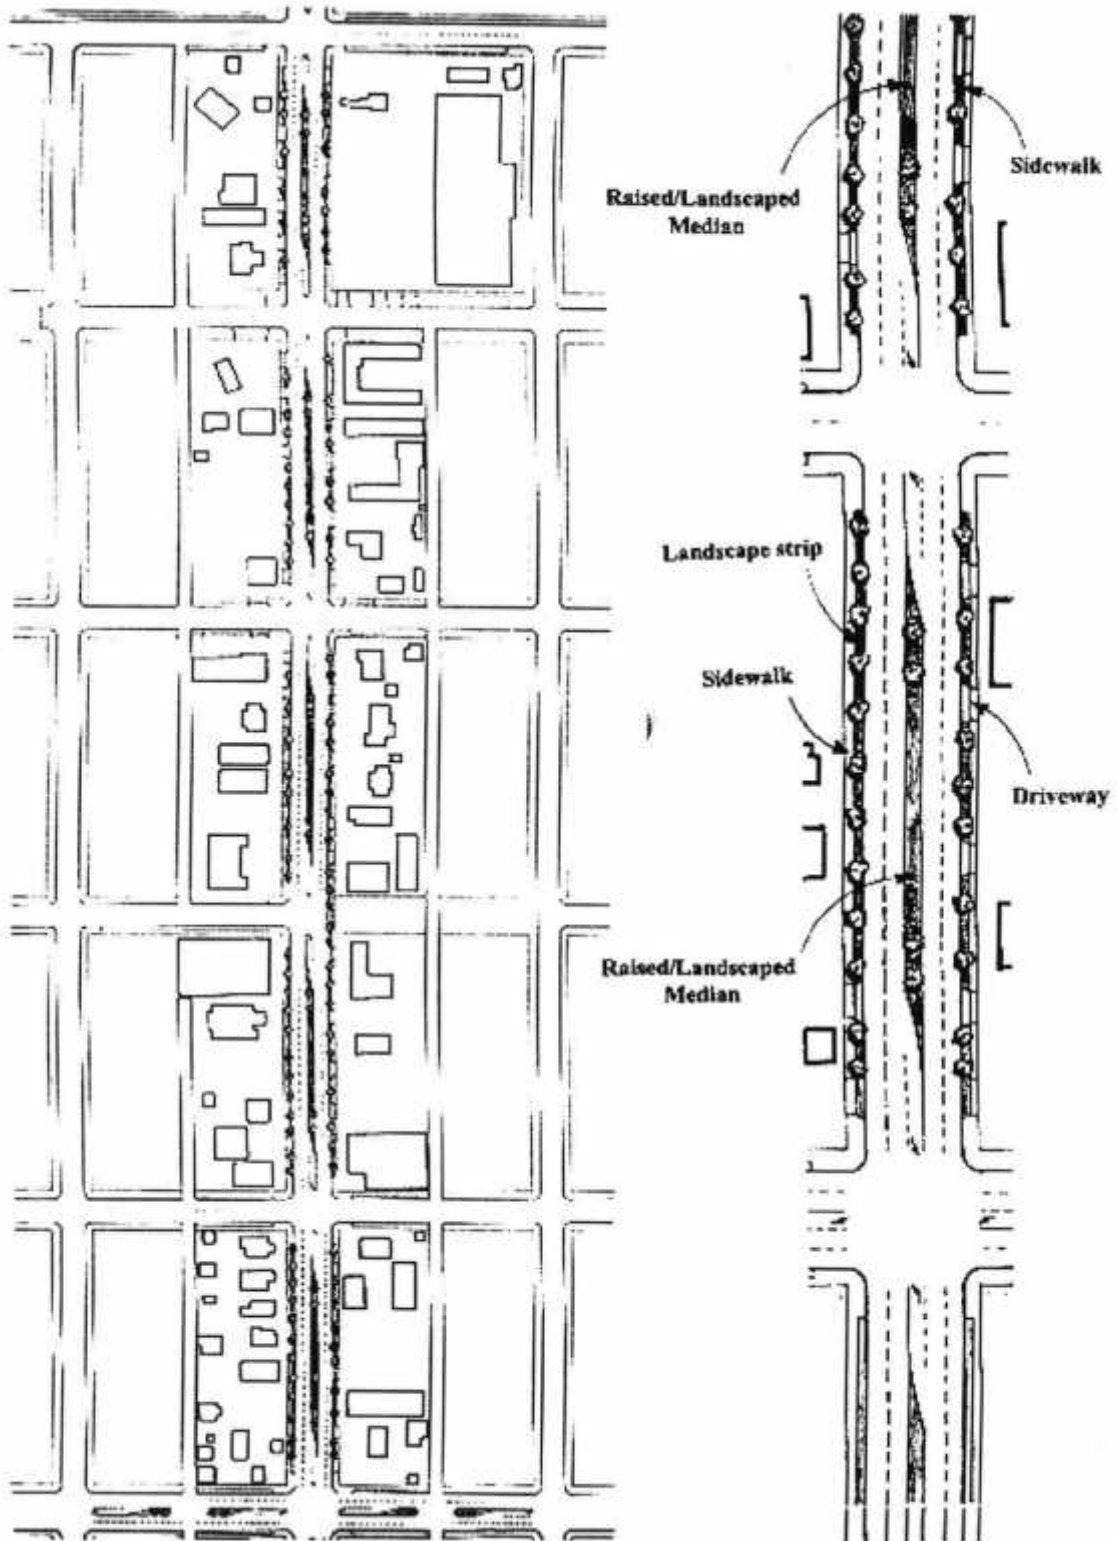 Sidewalk
Raised/Landscaped
Median
Landscape strip
Sidewalk
Driveway
Raised/Landscaped
Median